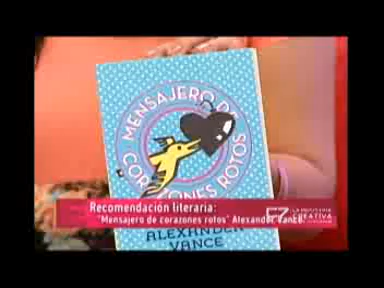 MENSAJERO DE
CORAZONES ROTOS
Recomendación literaria:
"Mensajero de corazones rotos" Alexander Vance
ALEXANDER
VANCE
CREATIVA